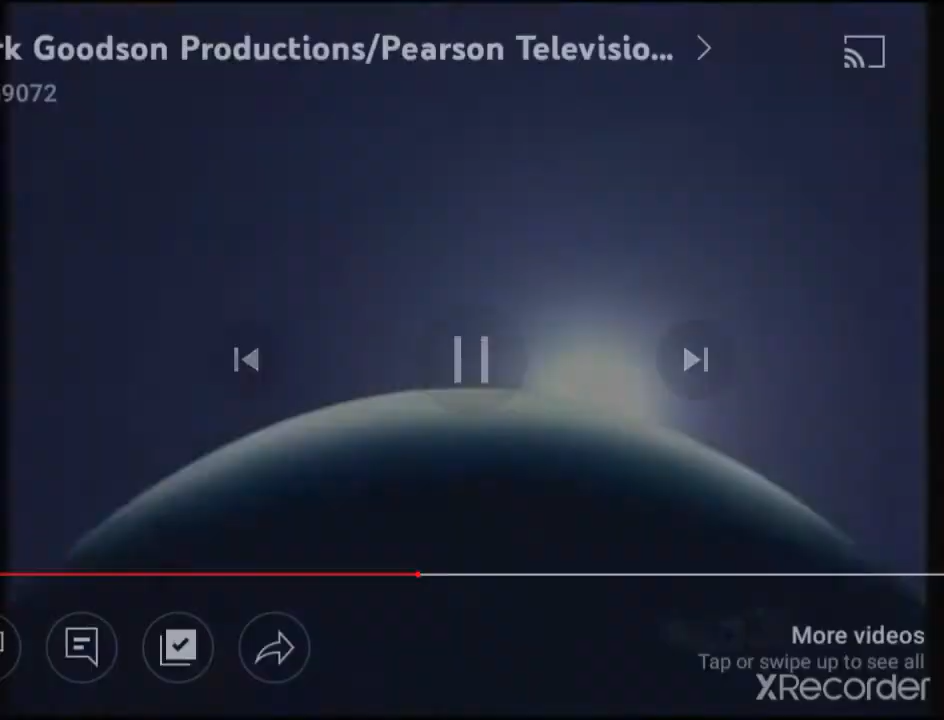 rk Goodson Productions/Pearson Televisio...
9072
More videos
Tap or swipe up to see all
XRecorder